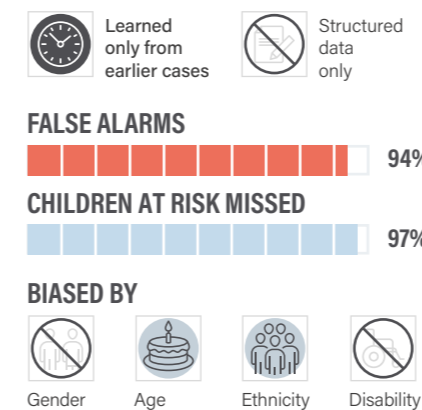 Learned
only from
earlier cases
Structured
data
only
FALSE ALARMS
94%
CHILDREN AT RISK MISSED
97%
BIASED BY
Gender
Age
Ethnicity
Disability